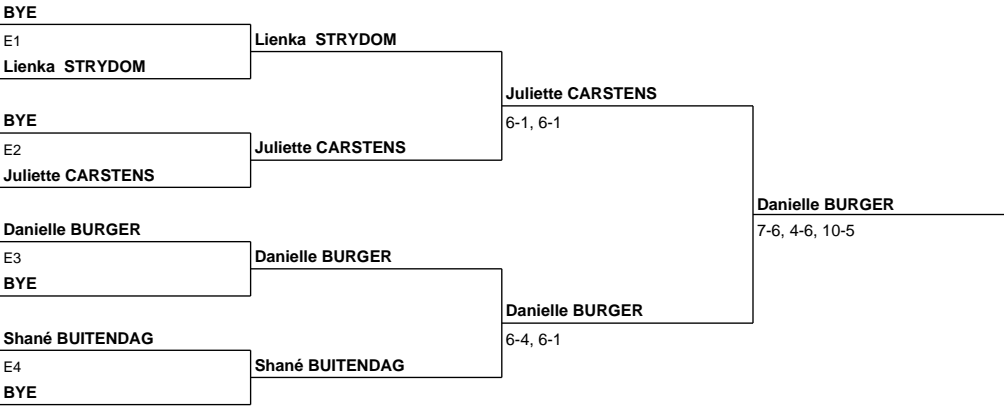 BYE
E1
Lienka  STRYDOM
BYE
E2
Juliette CARSTENS
Danielle BURGER
E3
BYE
Shané BUITENDAG
E4
BYE
Lienka  STRYDOM
Juliette CARSTENS
Danielle BURGER
Shané BUITENDAG
Juliette CARSTENS
6-1, 6-1
Danielle BURGER
6-4, 6-1
Danielle BURGER
7-6, 4-6, 10-5